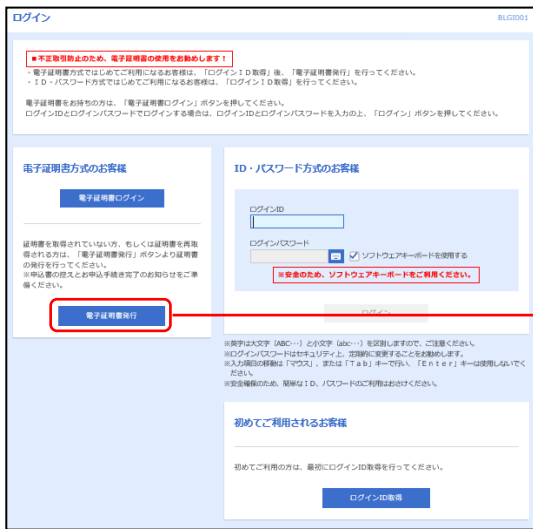 ログイン
BLGI001
■不正取引防止のため、電子証明書の使用をお勧めします！
・電子証明書方式ではじめてご利用になるお客様は、「ログインＩＤ取得」後、「電子証明書発行」を行ってください。
・ＩＤ・パスワード方式ではじめてご利用になるお客様は、「ログインＩＤ取得」を行ってください。
電子証明書をお持ちの方は、「電子証明書ログイン」ボタンを押してください。
ログインIDとログインパスワードでログインする場合は、ログインIDとログインパスワードを入力の上、「ログイン」ボタンを押してください。
電子証明書方式のお客様
電子証明書ログイン
証明書を取得されていない方、もしくは証明書を再取
得される方は、「電子証明書発行」ボタンより証明書
の発行を行ってください。
※申込書の控えとお申込手続き完了のお知らせをご準
備ください。
電子証明書発行
ID・パスワード方式のお客様
ログインID
ログインパスワード
ソフトウェアキーボードを使用する
※安全のため、ソフトウェアキーボードをご利用ください。
ログイン
※英字は大文字（ABC･･･）と小文字（abc･･･）を区別しますので、ご注意ください。
※ログインパスワードはセキュリティ上、定期的に変更することをお勧めします。
※入力項目の移動は「マウス」、または「Ｔａｂ」キーで行い、「Ｅｎｔｅｒ」キーは使用しないでく
ださい。
※安全確保のため、簡単なＩＤ、パスワードのご利用はおさけください。
初めてご利用されるお客様
初めてご利用の方は、最初にログインID取得を行ってください。
ログインID取得